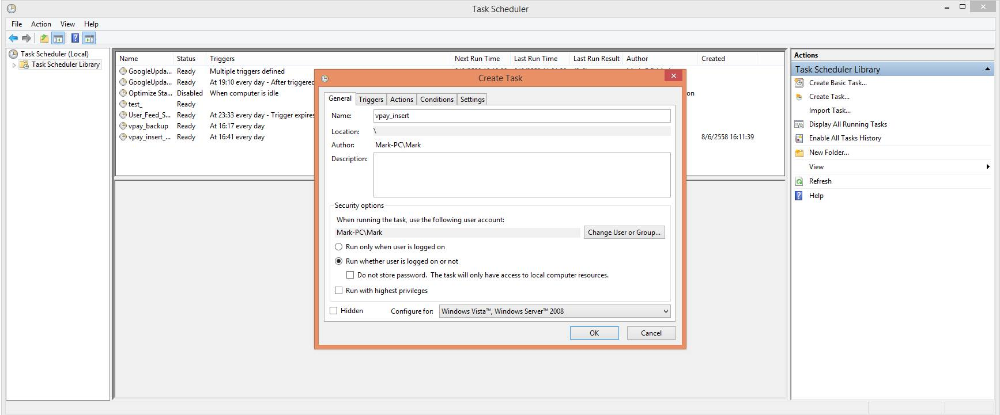 Task Scheduler
File Action View Help
Task Scheduler (Local)
Task Scheduler Library
Name Status Triggers Next Run Time Last Run Time Last Run Result Author Created
GoogleUpda... Ready Multiple triggers defined
GoogleUpda... Ready At 19:10 every day - After triggered
Optimize Sta... Disabled When computer is idle on
test_ Ready
User_Feed_S... Ready At 23:33 every day - Trigger expires
vpay_backup Ready At 16:17 every day
vpay_insert_... Ready At 16:41 every day 8/6/2558 16:11:39
Create Task
General Triggers Actions Conditions Settings
Name: vpay_insert
Location: \
Author: Mark-PC\Mark
Description:
Security options
When running the task, use the following user account:
Mark-PC\Mark Change User or Group...
Run only when user is logged on
Run whether user is logged on or not
Do not store password. The task will only have access to local computer resources.
Run with highest privileges
Hidden Configure for: Windows Vista™, Windows Server™ 2008
OK Cancel
Actions
Task Scheduler Library
Create Basic Task...
Create Task...
Import Task...
Display All Running Tasks
Enable All Tasks History
New Folder...
View
Refresh
Help